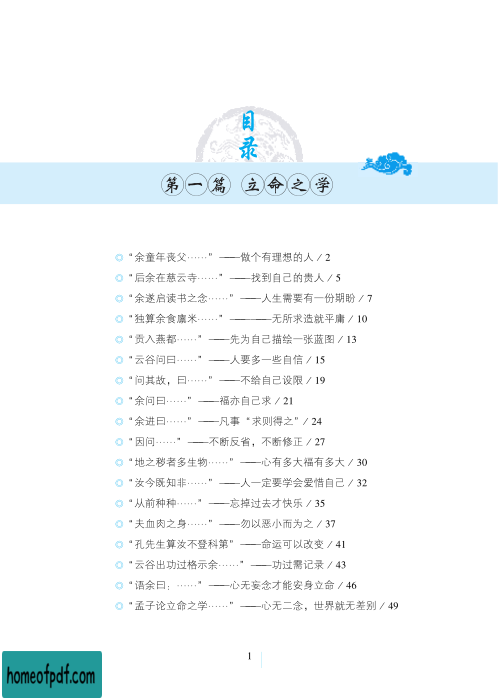 目
录
第一篇 立命之学
“余童年丧父……”——做个有理想的人 / 2
“后余在慈云寺……”——找到自己的贵人 / 5
“余遂启读书之念……”——人生需要有一份期盼 / 7
“独算余食廪米……”———无所求造就平庸 / 10
“贡入燕都……”——先为自己描绘一张蓝图 / 13
“云谷问曰……”——人要多一些自信 / 15
“问其故，曰……”——不给自己设限 / 19
“余问曰……”——福亦自己求 / 21
“余进曰……”——凡事“求则得之”/ 24
“因问……”——不断反省，不断修正 / 27
“地之秽者多生物……”——心有多大福有多大 / 30
“汝今既知非……”——人一定要学会爱惜自己 / 32
“从前种种……”——忘掉过去才快乐 / 35
“夫血肉之身……”——勿以恶小而为之 / 37
“孔先生算汝不登科第”——命运可以改变 / 41
“云谷出功过格示余……”——功过需记录 / 43
“语余曰：……”——心无妄念才能安身立命 / 46
“孟子论立命之学……”——心无二念，世界就无差别 / 49
1
homeofpdf.com